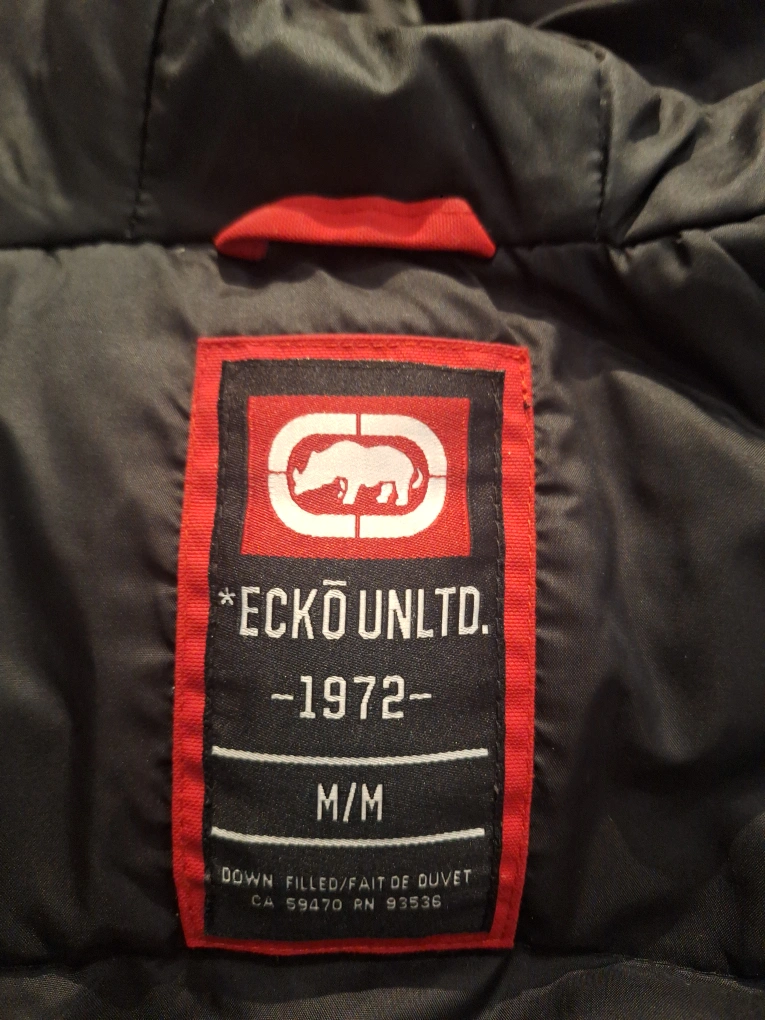 *ECKŌ UNLTD.
~1972~
M/M
DOWN FILLED/FAIT DE DUVET
CA 59470 RN 93536